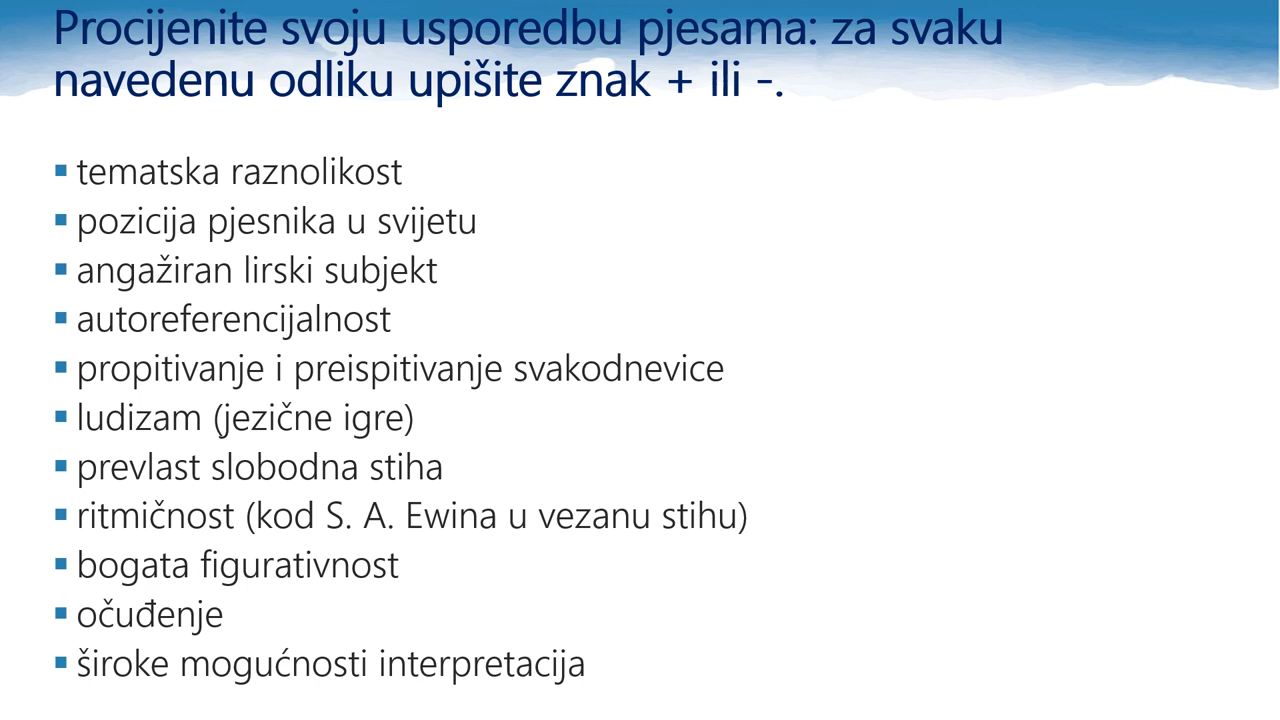 Procijenite svoju usporedbu pjesama: za svaku
navedenu odliku upišite znak + ili -.
▪ tematska raznolikost
▪ pozicija pjesnika u svijetu
▪ angažiran lirski subjekt
▪ autoreferencijalnost
▪ propitivanje i preispitivanje svakodnevice
▪ ludizam (jezične igre)
▪ prevlast slobodna stiha
▪ ritmičnost (kod S. A. Ewina u vezanu stihu)
▪ bogata figurativnost
▪ očuđenje
▪ široke mogućnosti interpretacija